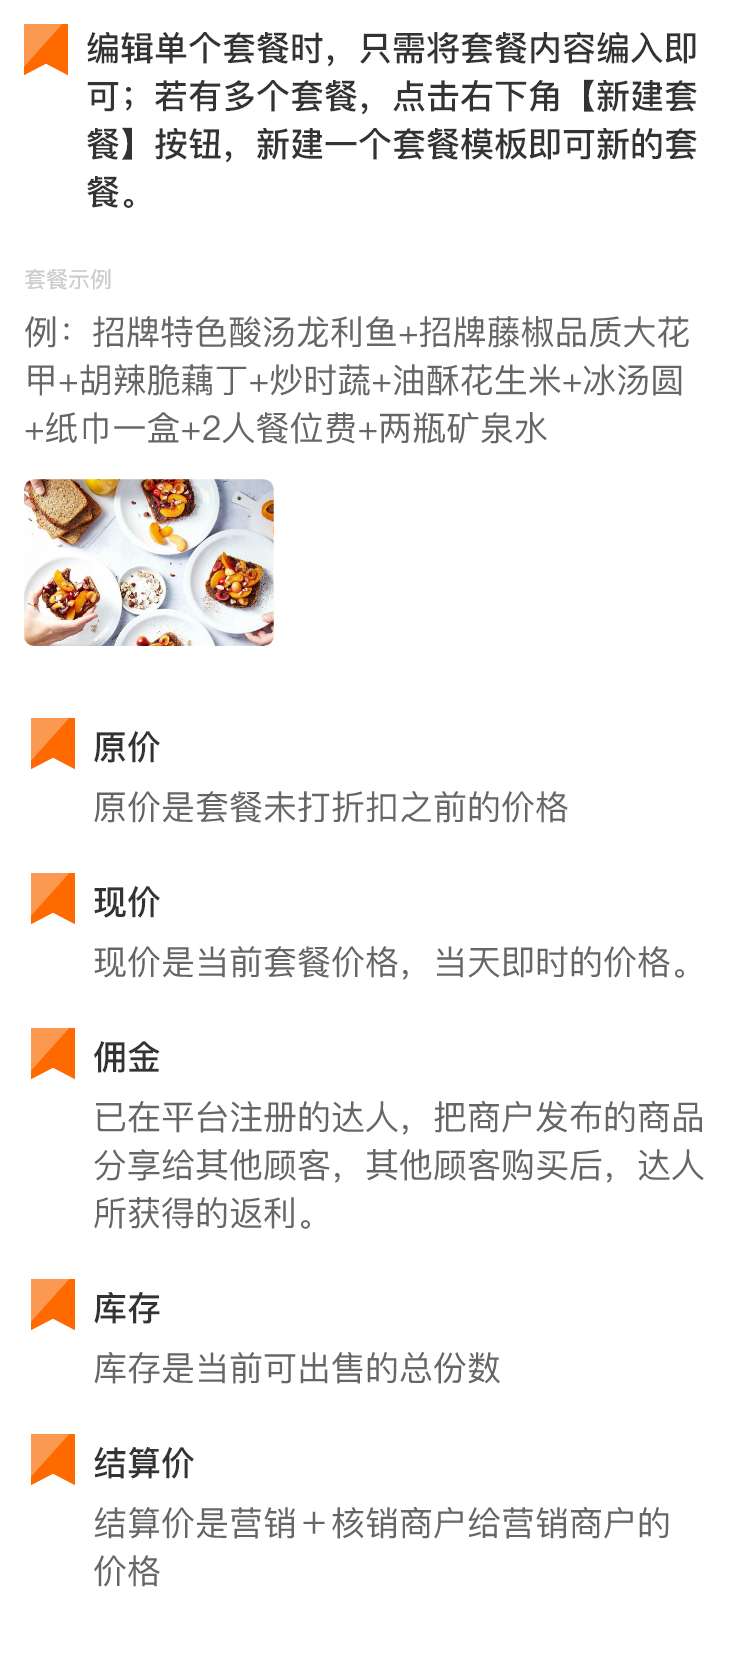 编辑单个套餐时，只需将套餐内容编入即
可；若有多个套餐，点击右下角【新建套
餐】按钮，新建一个套餐模板即可新的套
餐。
套餐示例
例：招牌特色酸汤龙利鱼+招牌藤椒品质大花
甲+胡辣脆藕丁+炒时蔬+油酥花生米+冰汤圆
+纸巾一盒+2人餐位费+两瓶矿泉水
原价
原价是套餐未打折扣之前的价格
现价
现价是当前套餐价格，当天即时的价格。
佣金
已在平台注册的达人，把商户发布的商品
分享给其他顾客，其他顾客购买后，达人
所获得的返利。
库存
库存是当前可出售的总份数
结算价
结算价是营销＋核销商户给营销商户的
价格